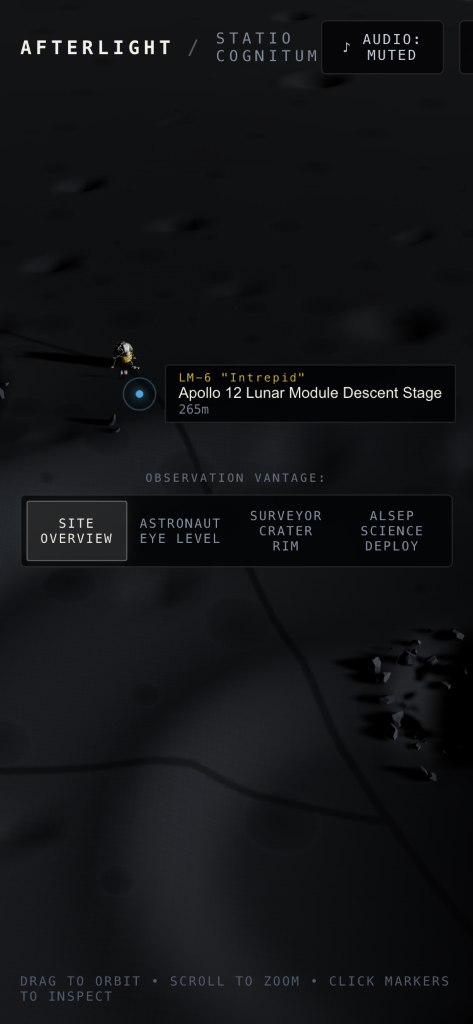 AFTERLIGHT / STATIO COGNITUM
♪ AUDIO: MUTED
LM-6 "Intrepid"
Apollo 12 Lunar Module Descent Stage
265m
OBSERVATION VANTAGE:
SITE OVERVIEW
ASTRONAUT EYE LEVEL
SURVEYOR CRATER RIM
ALSEP SCIENCE DEPLOY
DRAG TO ORBIT • SCROLL TO ZOOM • CLICK MARKERS
TO INSPECT